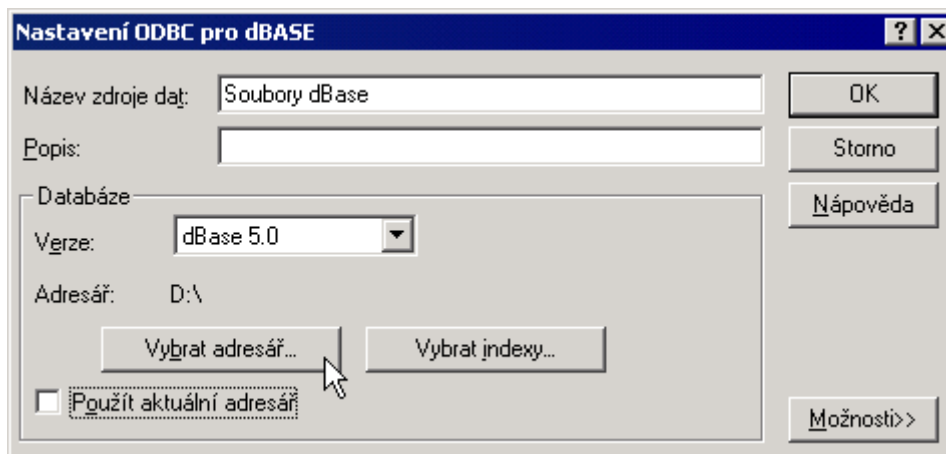 Nastavení ODBC pro dBASE
Název zdroje dat: Soubory dBase
OK
Popis:
Storno
Databáze
Nápověda
Verze: dBase 5.0
Adresář: D:\
Vybrat adresář... Vybrat indexy...
Použít aktuální adresář
Možnosti>>